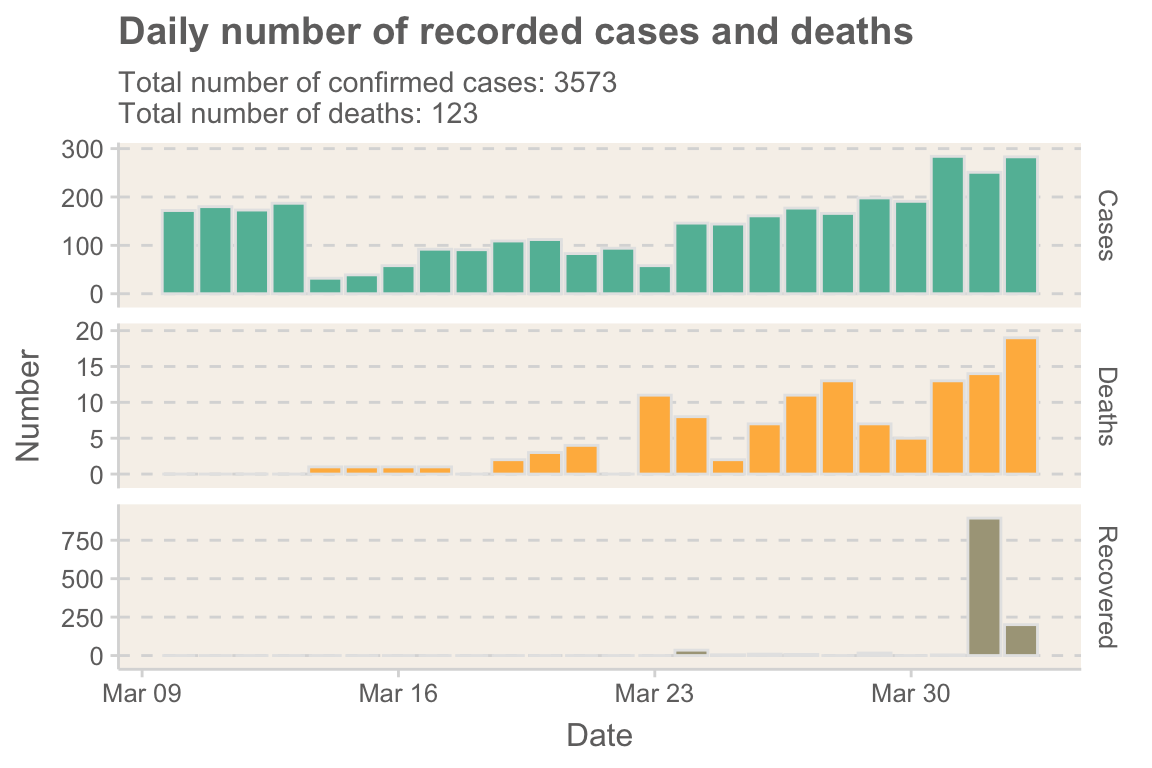 Daily number of recorded cases and deaths
Total number of confirmed cases: 3573
Total number of deaths: 123
300
200
100
0
Cases
20
15
10
5
0
Deaths
Number
750
500
250
0
Recovered
Mar 09 Mar 16 Mar 23 Mar 30
Date